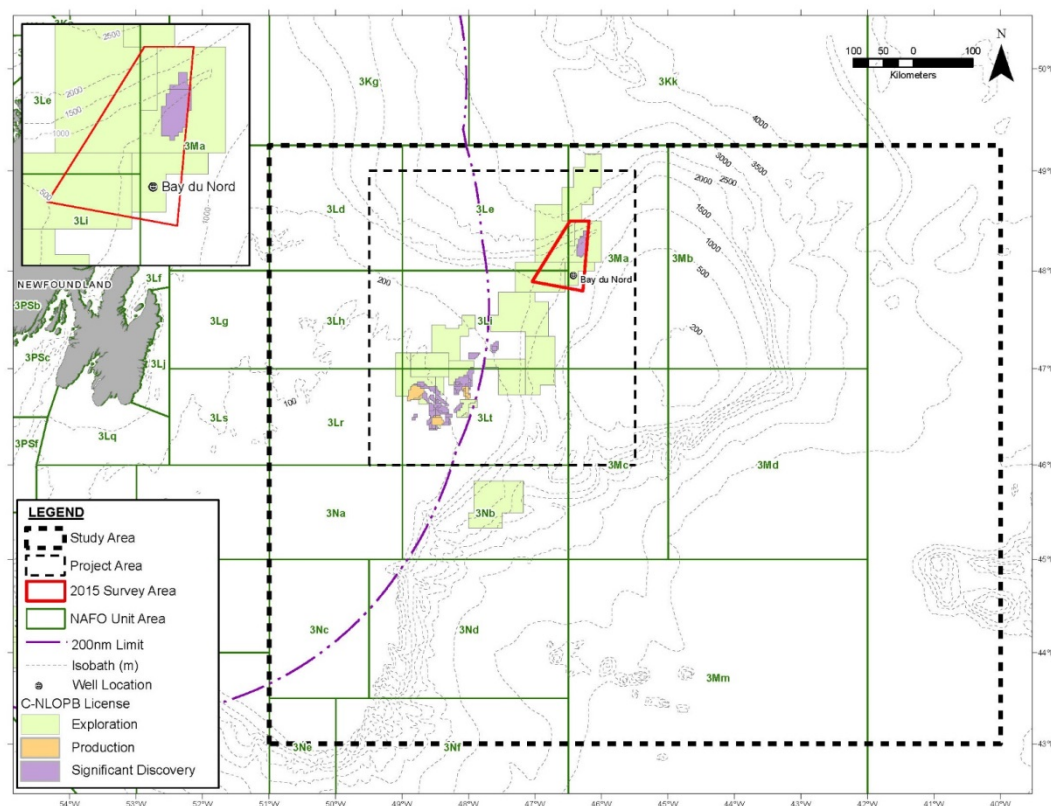 3Ko
2500
3Le
2000
1500
1000
3Ma
500
Bay du Nord
3Li
1000
3Kg
3Kk
N
100 50 0 100
Kilometers
50°N
4000
3000
3500
2000 2500
1500
1000
500
200
49°N
3Ld
3Le
3Ma
3Mb
48°N
Bay du Nord
NEWFOUNDLAND
3Lf
3PSb
200
3Lg
3Lh
3Li
3PSc
3Lj
47°N
100
3Ls
3Lr
3Lt
3PSf
3Lq
46°N
3Mc
3Md
3Na
3Nb
45°N
LEGEND
Study Area
Project Area
2015 Survey Area
NAFO Unit Area
200nm Limit
Isobath (m)
Well Location
C-NLOPB License
Exploration
Production
Significant Discovery
3Nc
3Nd
44°N
3Mm
3Ne
3Nf
43°N
54°W 53°W 52°W 51°W 50°W 49°W 48°W 47°W 46°W 45°W 44°W 43°W 42°W 41°W 40°W